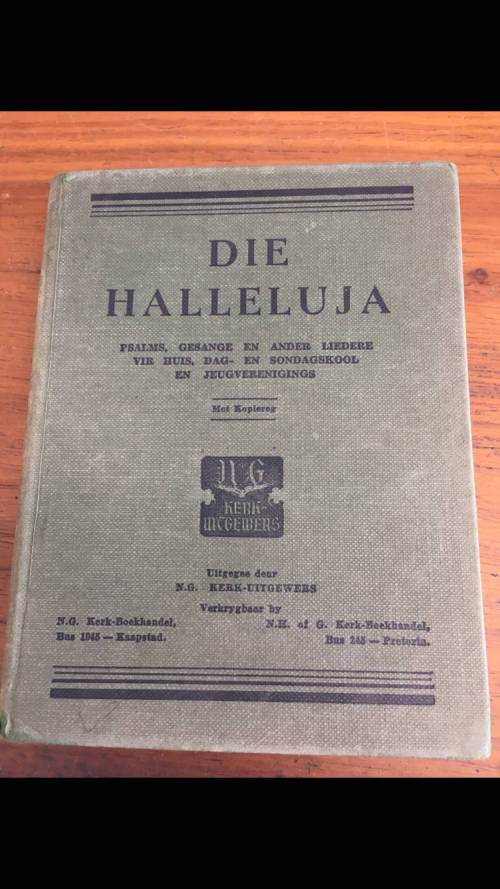 DIE
HALLELUJA
PSALMS, GESANGE EN ANDER LIEDERE
VIR HUIS, DAG- EN SONDAGSKOOL
EN JEUGVERENIGINGS
Met Kopiereg
N G
KERK-
UITGEWERS
Uitgegee deur
N.G. KERK-UITGEWERS
Verkrygbaar by
N.G. Kerk-Boekhandel,
Bus 1045 — Kaapstad.
N.H. of G. Kerk-Boekhandel,
Bus 245 — Pretoria.